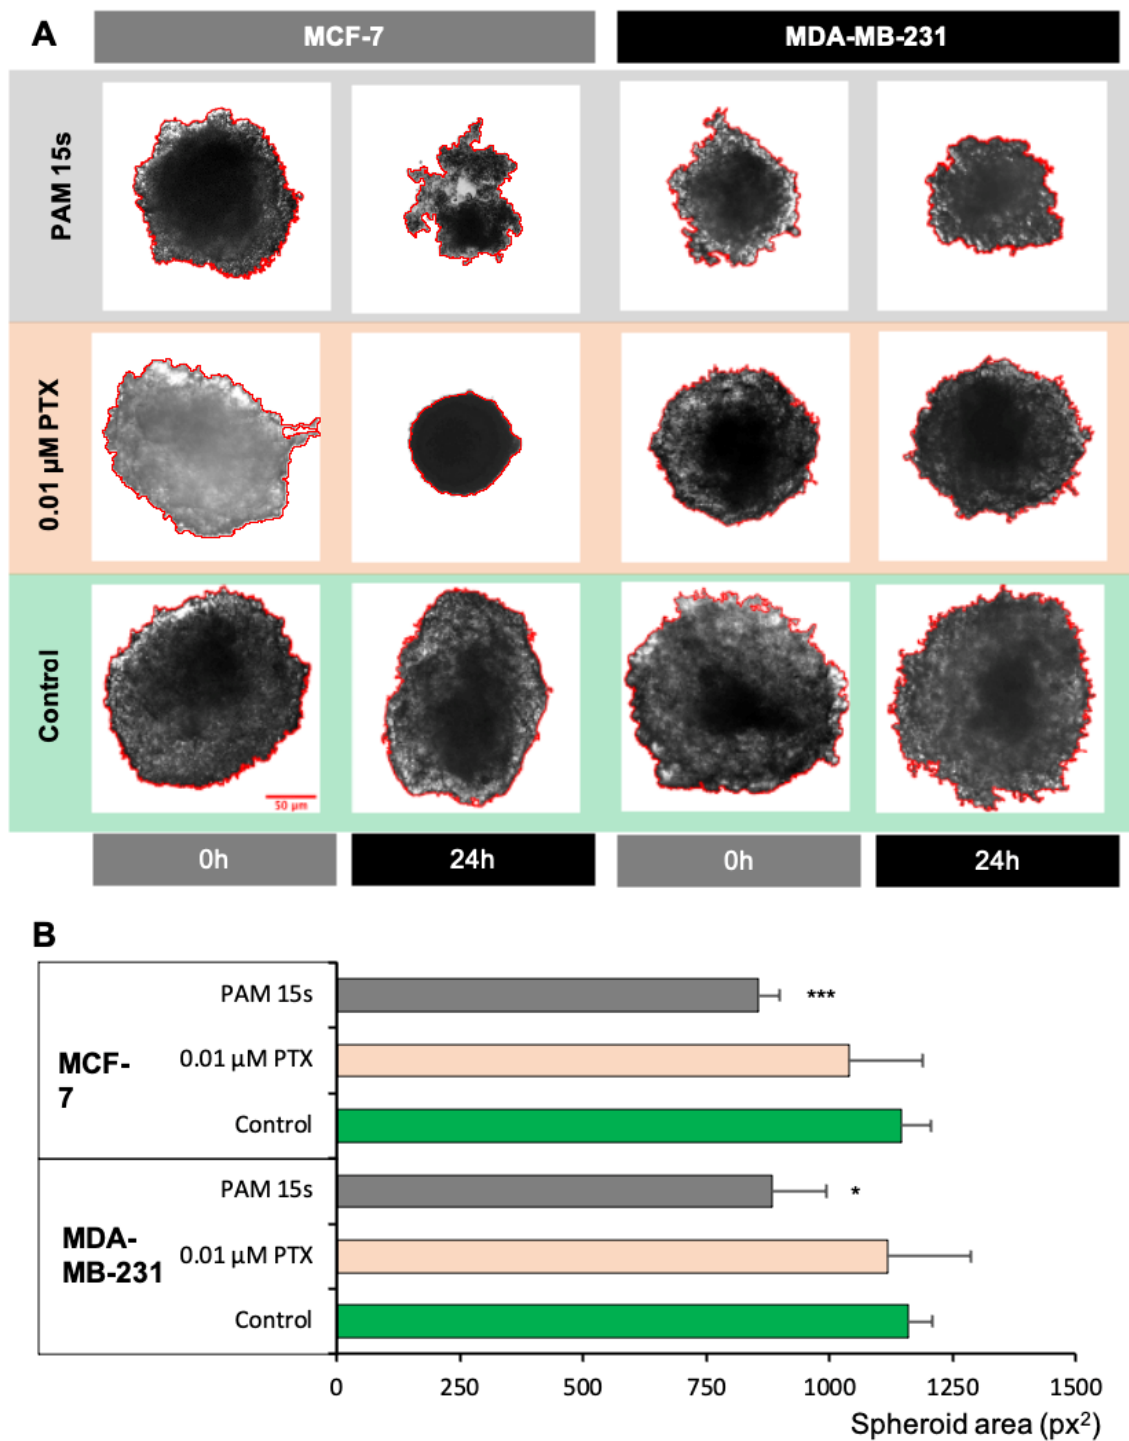 A
MCF-7
MDA-MB-231
PAM 15s
0.01 µM PTX
Control
50 µm
0h
24h
0h
24h
B
MCF-
7
PAM 15s
***
0.01 µM PTX
Control
MDA-
MB-231
PAM 15s
*
0.01 µM PTX
Control
0 250 500 750 1000 1250 1500
Spheroid area (px²)